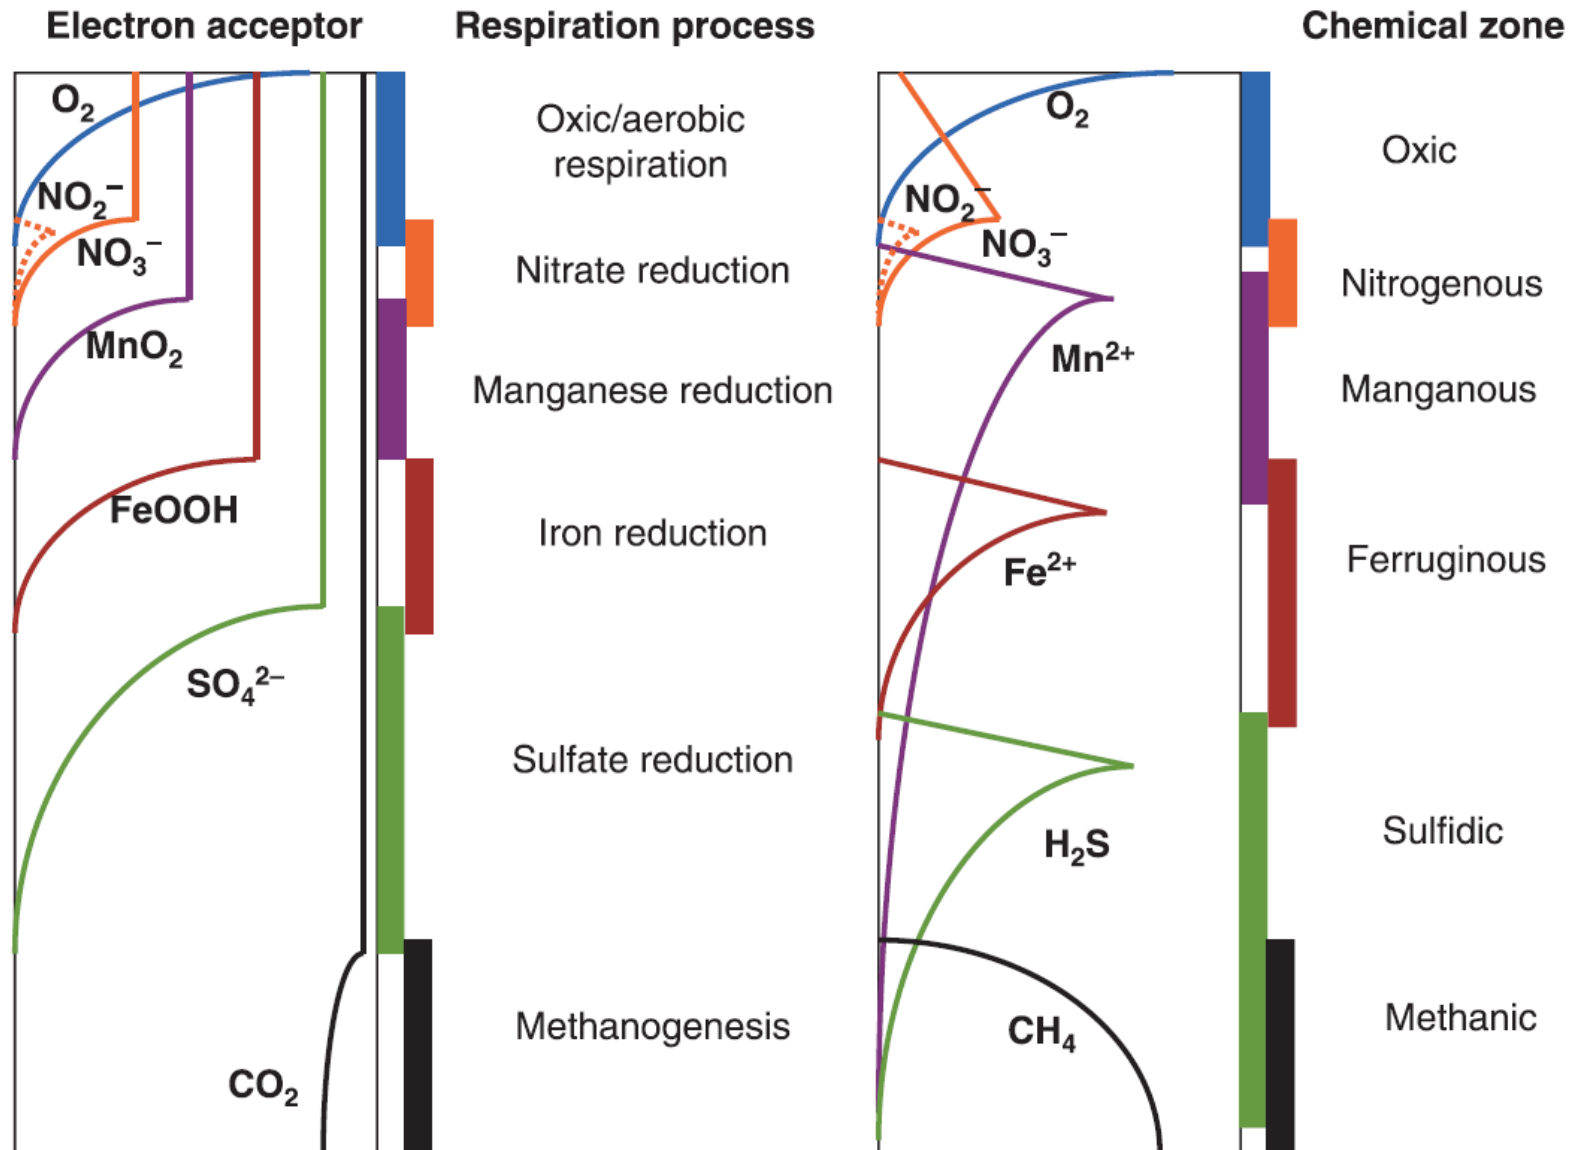 Electron acceptor
Respiration process
Chemical zone
O₂
NO₂⁻
NO₃⁻
MnO₂
FeOOH
SO₄²⁻
CO₂
Oxic/aerobic
respiration
Nitrate reduction
Manganese reduction
Iron reduction
Sulfate reduction
Methanogenesis
O₂
NO₂⁻
NO₃⁻
Mn²⁺
Fe²⁺
H₂S
CH₄
Oxic
Nitrogenous
Manganous
Ferruginous
Sulfidic
Methanic